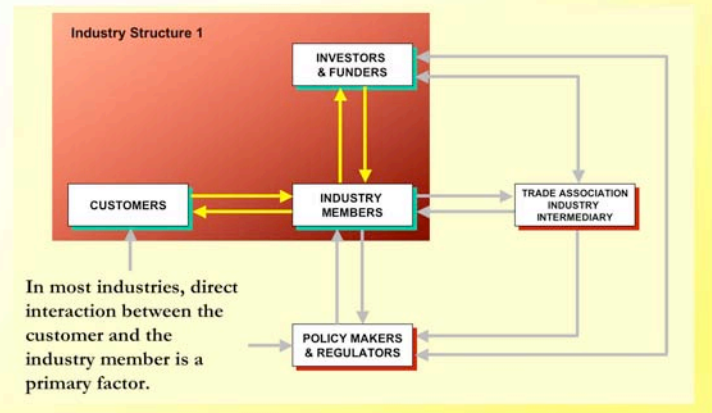 Industry Structure 1
INVESTORS
& FUNDERS
CUSTOMERS
INDUSTRY
MEMBERS
TRADE ASSOCIATION
INDUSTRY
INTERMEDIARY
In most industries, direct
interaction between the
customer and the
industry member is a
primary factor.
POLICY MAKERS
& REGULATORS